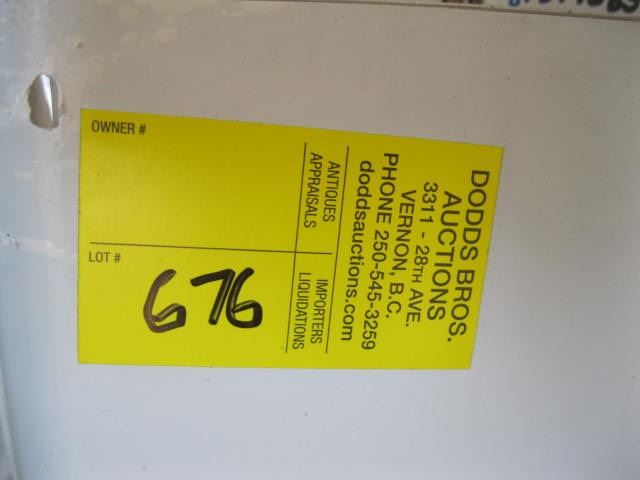 DODDS BROS.
AUCTIONS
3311 - 28TH AVE.
VERNON, B.C.
PHONE 250-545-3259
doddsauctions.com
ANTIQUES
APPRAISALS
IMPORTERS
LIQUIDATIONS
OWNER #
LOT #
676